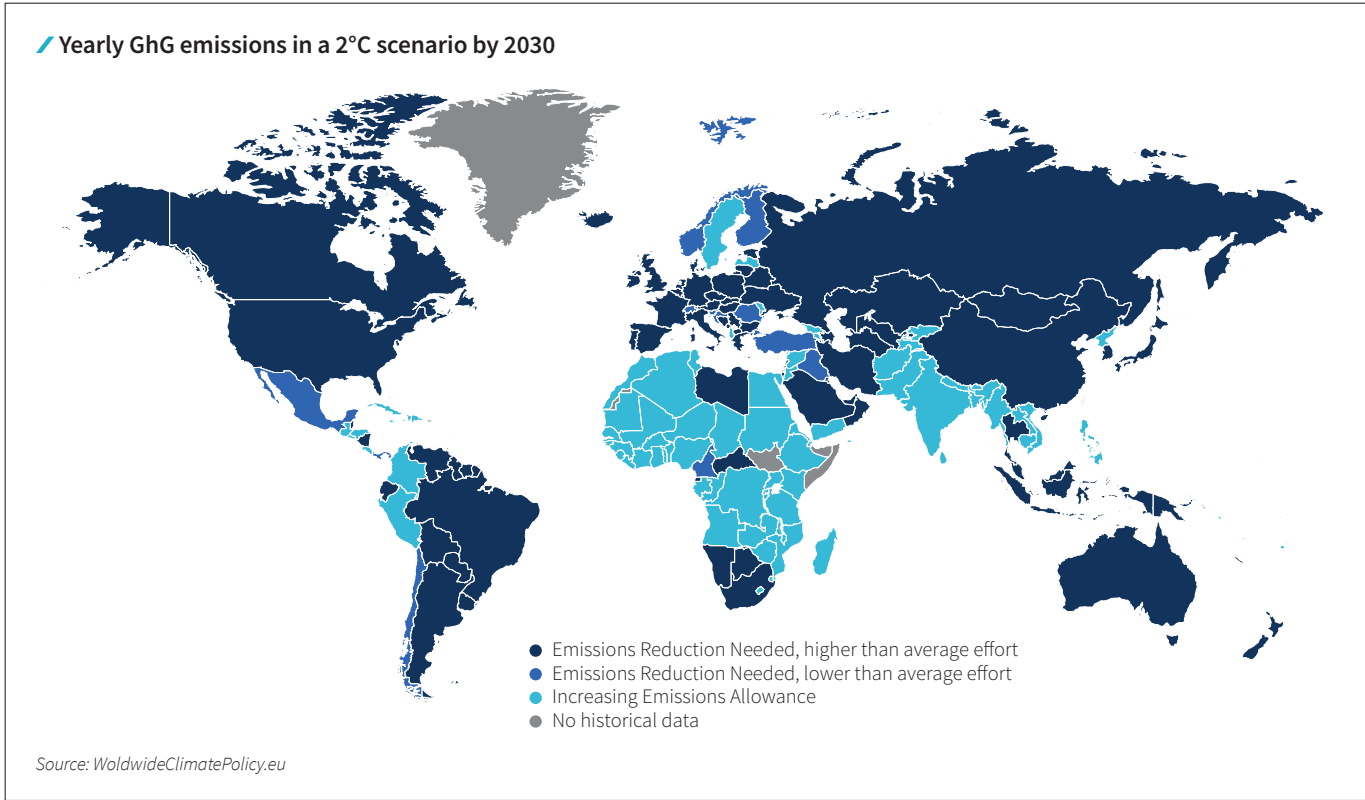 Yearly GhG emissions in a 2°C scenario by 2030
Emissions Reduction Needed, higher than average effort
Emissions Reduction Needed, lower than average effort
Increasing Emissions Allowance
No historical data
Source: WoldwideClimatePolicy.eu